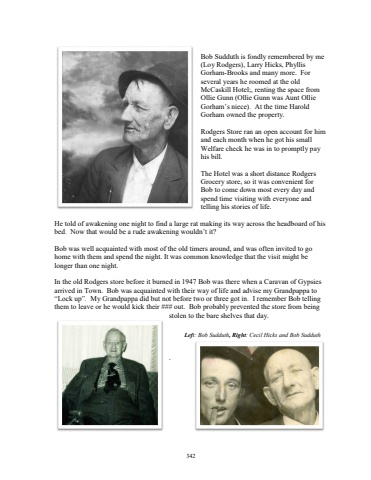 Bob Sudduth is fondly remembered by me
(Loy Rodgers), Larry Hicks, Phyllis
Gorham-Brooks and many more.  For
several years he roomed at the old
McCaskill Hotel;, renting the space from
Ollie Gunn (Ollie Gunn was Aunt Ollie
Gorham's niece).  At the time Harold
Gorham owned the property.
Rodgers Store ran an open account for him
and each month when he got his small
Welfare check he was in to promptly pay
his bill.
The Hotel was a short distance Rodgers
Grocery store, so it was convenient for
Bob to come down most every day and
spend time visiting with everyone and
telling his stories of life.
He told of awakening one night to find a large rat making its way across the headboard of his
bed.  Now that would be a rude awakening wouldn't it?
Bob was well acquainted with most of the old timers around, and was often invited to go
home with them and spend the night. It was common knowledge that the visit might be
longer than one night.
In the old Rodgers store before it burned in 1947 Bob was there when a Caravan of Gypsies
arrived in Town.  Bob was acquainted with their way of life and advise my Grandpappa to
"Lock up".  My Grandpappa did but not before two or three got in.  I remember Bob telling
them to leave or he would kick their ### out.  Bob probably prevented the store from being
stolen to the bare shelves that day.
Left: Bob Sudduth, Right: Cecil Hicks and Bob Sudduth
.
342